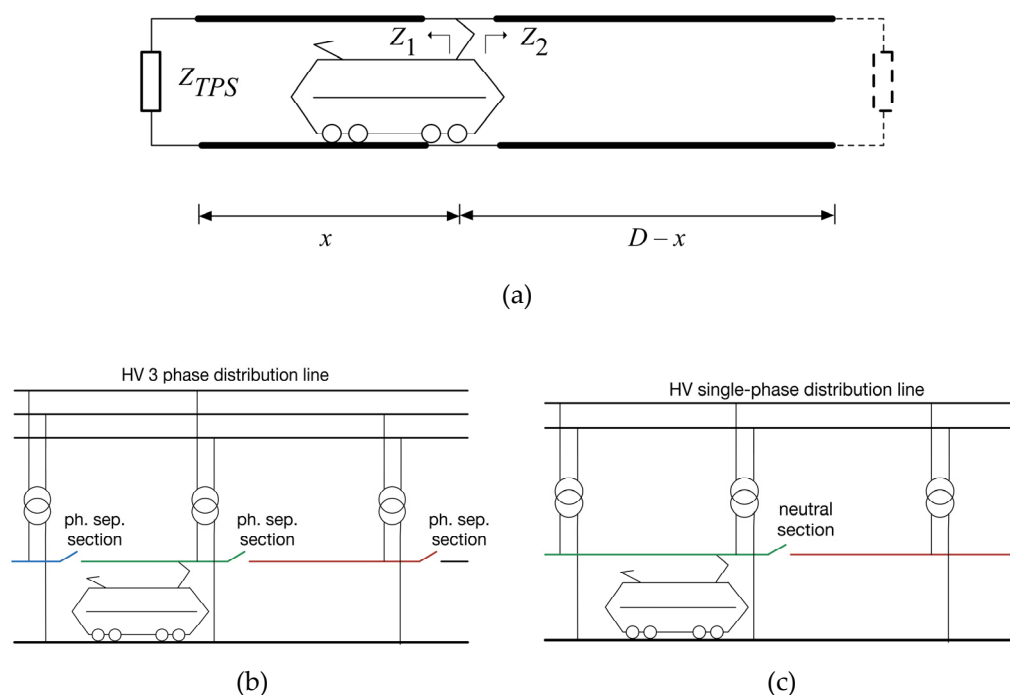 Z_TPS
Z_1
Z_2
x
D – x
(a)
HV 3 phase distribution line
ph. sep.
section
ph. sep.
section
ph. sep.
section
(b)
HV single-phase distribution line
neutral
section
(c)